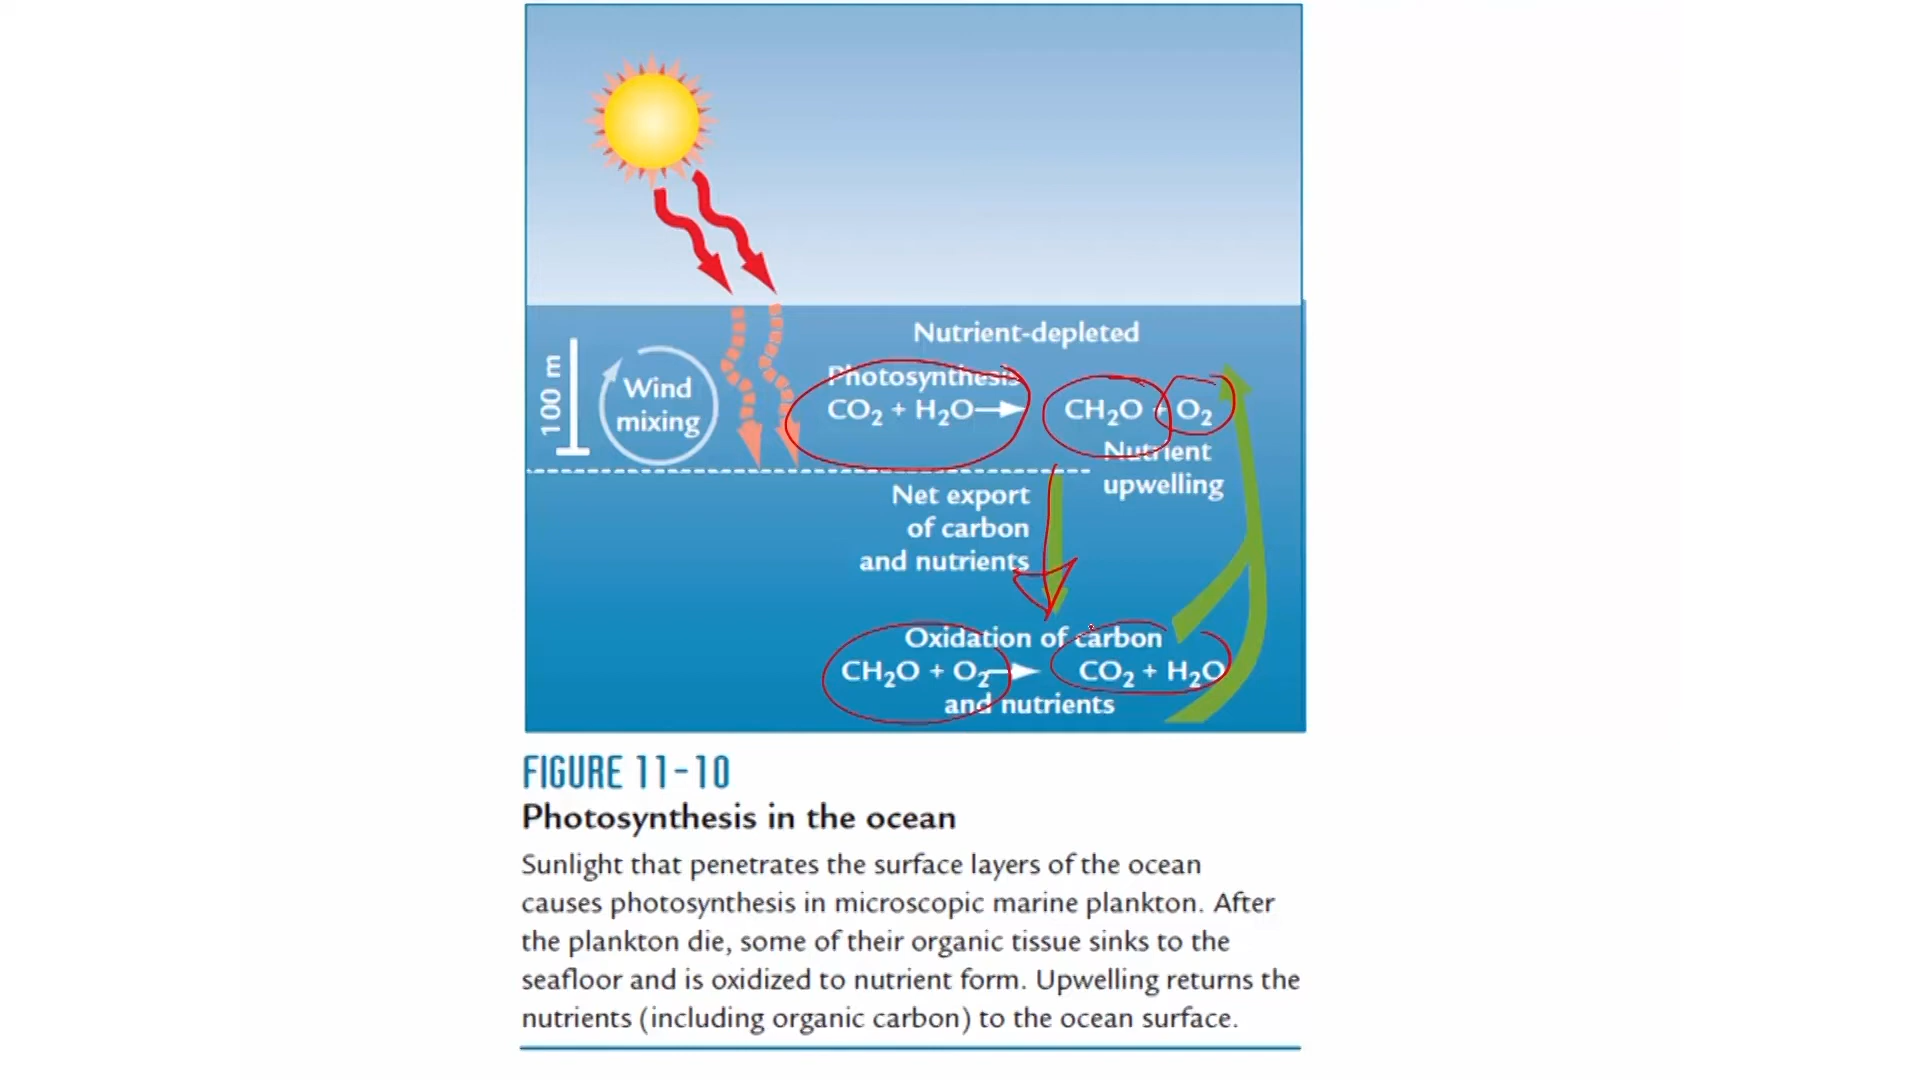 Nutrient-depleted
100 m
Wind
mixing
Photosynthesis
CO₂ + H₂O → CH₂O + O₂
Nutrient
upwelling
Net export
of carbon
and nutrients
Oxidation of carbon
CH₂O + O₂ → CO₂ + H₂O
and nutrients
FIGURE 11-10
Photosynthesis in the ocean
Sunlight that penetrates the surface layers of the ocean
causes photosynthesis in microscopic marine plankton. After
the plankton die, some of their organic tissue sinks to the
seafloor and is oxidized to nutrient form. Upwelling returns the
nutrients (including organic carbon) to the ocean surface.